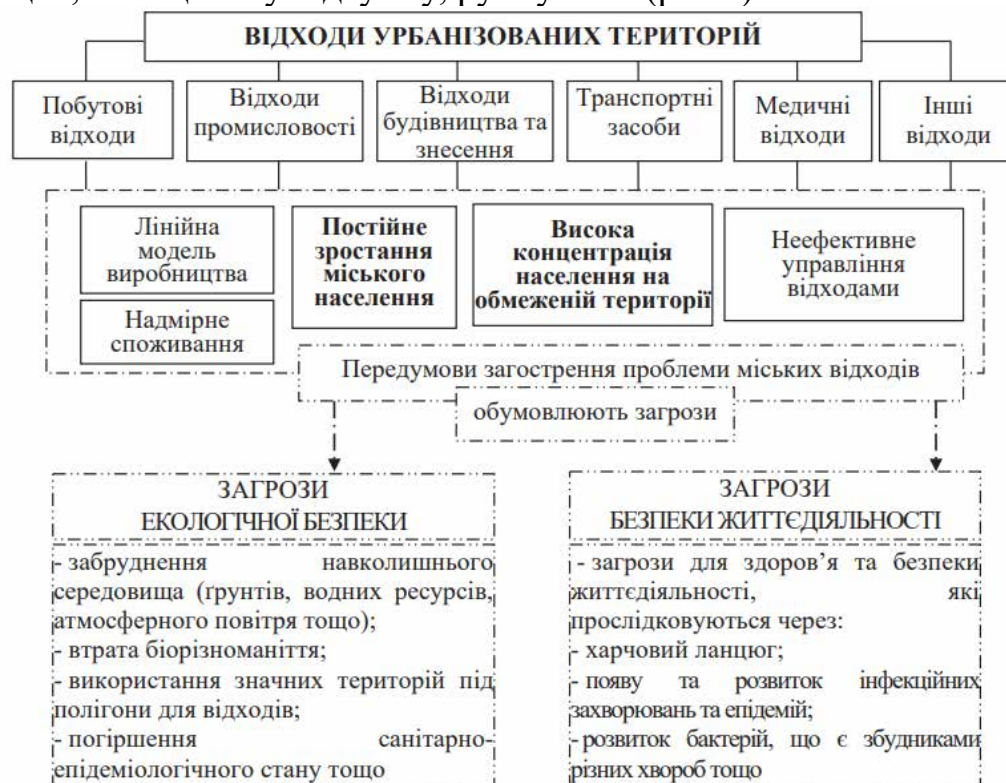 ВІДХОДИ УРБАНІЗОВАНИХ ТЕРИТОРІЙ
Побутові
відходи
Відходи
промисловості
Відходи
будівництва та
знесення
Транспортні
засоби
Медичні
відходи
Інші
відходи
Лінійна
модель
виробництва
Надмірне
споживання
Постійне
зростання
міського
населення
Висока
концентрація
населення на
обмеженій території
Неефективне
управління
відходами
Передумови загострення проблеми міських відходів
обумовлюють загрози
ЗАГРОЗИ
ЕКОЛОГІЧНОЇ БЕЗПЕКИ
- забруднення навколишнього
середовища (ґрунтів, водних ресурсів,
атмосферного повітря тощо);
- втрата біорізноманіття;
- використання значних територій під
полігони для відходів;
- погіршення санітарно-
епідеміологічного стану тощо
ЗАГРОЗИ
БЕЗПЕКИ ЖИТТЄДІЯЛЬНОСТІ
- загрози для здоров’я та безпеки
життєдіяльності, які
прослідковуються через:
- харчовий ланцюг;
- появу та розвиток інфекційних
захворювань та епідемій;
- розвиток бактерій, що є збудниками
різних хвороб тощо